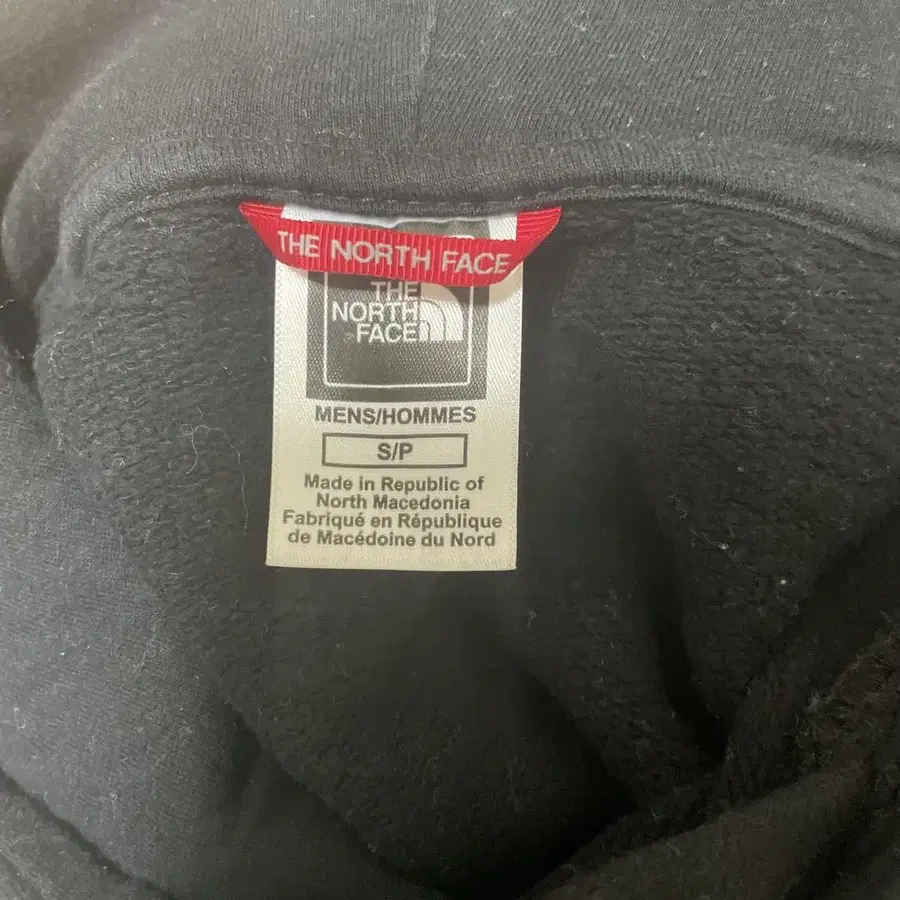 THE NORTH FACE
THE
NORTH
FACE
MENS/HOMMES
S/P
Made in Republic of
North Macedonia
Fabriqué en République
de Macédoine du Nord